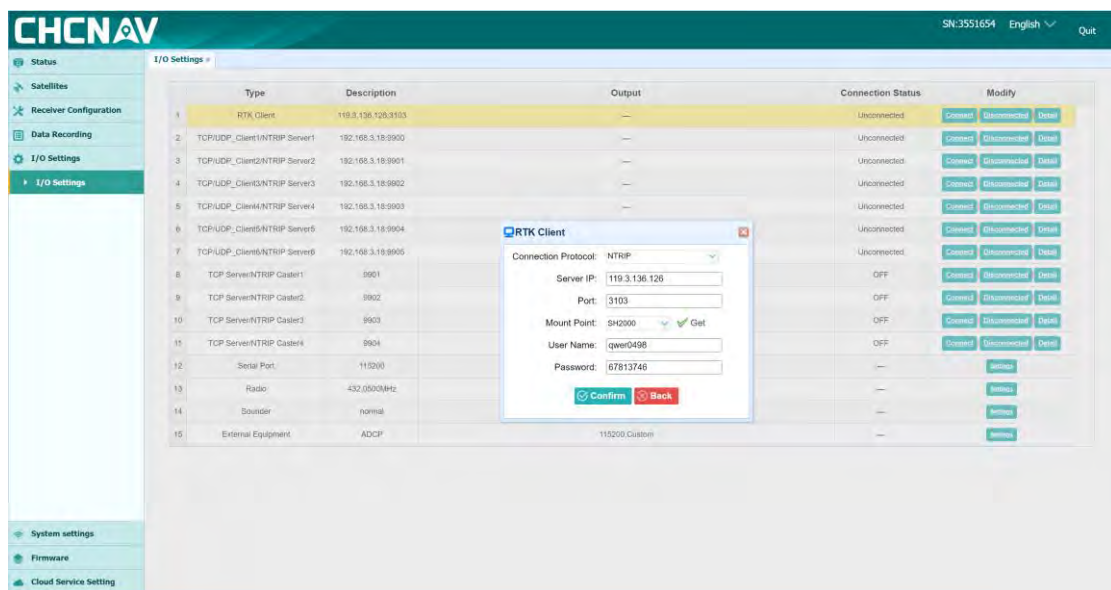 CHCNAV
SN:3551654 English Quit
Status
Satellites
Receiver Configuration
Data Recording
I/O Settings
I/O Settings
System settings
Firmware
Cloud Service Setting
I/O Settings ×
Type Description Output Connection Status Modify
1 RTK Client 119.3.136.126:3103 — Unconnected Connect Disconnected Detail
2 TCP/UDP_Client1/NTRIP Server1 192.168.3.18:9900 — Unconnected Connect Disconnected Detail
3 TCP/UDP_Client2/NTRIP Server2 192.168.3.18:9901 — Unconnected Connect Disconnected Detail
4 TCP/UDP_Client3/NTRIP Server3 192.168.3.18:9902 — Unconnected Connect Disconnected Detail
5 TCP/UDP_Client4/NTRIP Server4 192.168.3.18:9903 — Unconnected Connect Disconnected Detail
6 TCP/UDP_Client5/NTRIP Server5 192.168.3.18:9904 Unconnected Connect Disconnected Detail
7 TCP/UDP_Client6/NTRIP Server6 192.168.3.18:9905 Unconnected Connect Disconnected Detail
8 TCP Server/NTRIP Caster1 9901 OFF Connect Disconnected Detail
9 TCP Server/NTRIP Caster2 9902 OFF Connect Disconnected Detail
10 TCP Server/NTRIP Caster3 9903 OFF Connect Disconnected Detail
11 TCP Server/NTRIP Caster4 9904 OFF Connect Disconnected Detail
12 Serial Port 115200 — Settings
13 Radio 432.0500MHz — Settings
14 Sounder normal — Settings
15 External Equipment ADCP 115200 Custom — Settings
RTK Client
Connection Protocol: NTRIP
Server IP: 119.3.136.126
Port: 3103
Mount Point: SH2000 Get
User Name: qwer0498
Password: 67813746
Confirm Back